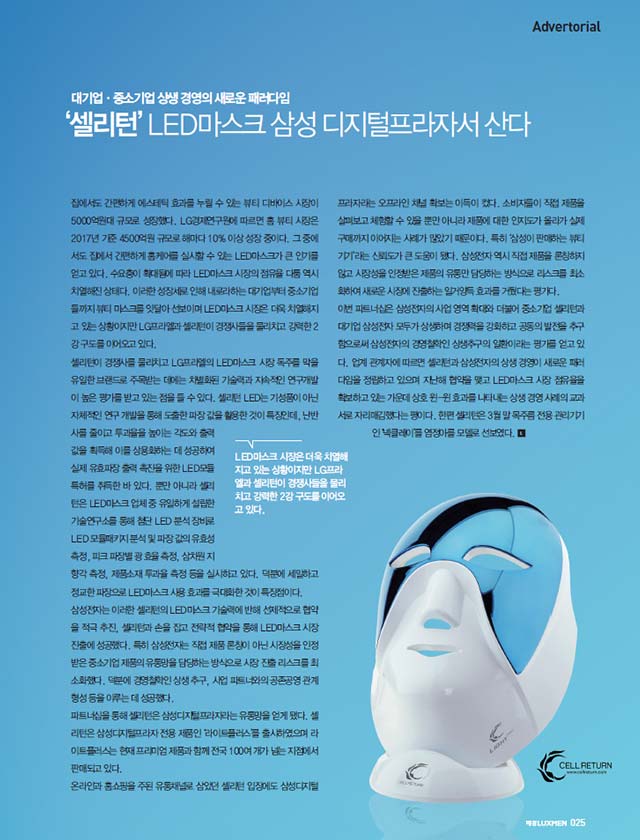 Advertorial
대기업 · 중소기업 상생 경영의 새로운 패러다임
‘셀리턴’ LED마스크 삼성 디지털프라자서 산다
집에서도 간편하게 에스테틱 효과를 누릴 수 있는 뷰티 디바이스 시장이
5000억원대 규모로 성장했다. LG경제연구원에 따르면 홈 뷰티 시장은
2017년 기준 4500억원 규모로 해마다 10% 이상 성장 중이다. 그 중에
서도 집에서 간편하게 홈케어를 실시할 수 있는 LED마스크가 큰 인기를
얻고 있다. 수요층이 확대됨에 따라 LED마스크 시장의 점유율 다툼 역시
치열해진 상태다. 이러한 성장세로 인해 내로라하는 대기업부터 중소기업
들까지 뷰티 마스크를 잇달아 선보이며 LED마스크 시장은 더욱 치열해지
고 있는 상황이지만 LG프라엘과 셀리턴이 경쟁사들을 물리치고 강력한 2
강 구도를 이어오고 있다.
셀리턴이 경쟁사를 물리치고 LG프라엘의 LED마스크 시장 독주를 막을
유일한 브랜드로 주목받는 데에는 차별화된 기술력과 지속적인 연구개발
이 높은 평가를 받고 있는 점을 들 수 있다. 셀리턴 LED는 기성품이 아닌
자체적인 연구 개발을 통해 도출한 파장 값을 활용한 것이 특징인데, 난반
사를 줄이고 투과율을 높이는 각도와 출력
값을 획득해 이를 상용화하는 데 성공하여
실제 유효파장 출력 촉진을 위한 LED모듈
특허를 취득한 바 있다. 뿐만 아니라 셀리
턴은 LED마스크 업체 중 유일하게 설립한
기술연구소를 통해 첨단 LED 분석 장비로
LED 모듈패키지 분석 및 파장 값의 유효성
측정, 피크 파장별 광 효율 측정, 삼차원 지
향각 측정, 제품소재 투과율 측정 등을 실시하고 있다. 덕분에 세밀하고
정교한 파장으로 LED마스크 사용 효과를 극대화한 것이 특징점이다.
삼성전자는 이러한 셀리턴의 LED마스크 기술력에 반해 선제적으로 협약
을 적극 추진, 셀리턴과 손을 잡고 전략적 협약을 통해 LED마스크 시장
진출에 성공했다. 특히 삼성전자는 직접 제품 론칭이 아닌 시장성을 인정
받은 중소기업 제품의 유통망을 담당하는 방식으로 시장 진출 리스크를 최
소화했다. 덕분에 경영철학인 상생 추구, 사업 파트너와의 공존공영 관계
형성 등을 이루는 데 성공했다.
파트너십을 통해 셀리턴은 삼성디지털프라자라는 유통망을 얻게 됐다. 셀
리턴은 삼성디지털프라자 전용 제품인 ‘라이트플러스’를 출시하였으며 라
이트플러스는 현재 프리미엄 제품과 함께 전국 100여 개가 넘는 지점에서
판매되고 있다.
온라인과 홈쇼핑을 주된 유통채널로 삼았던 셀리턴 입장에도 삼성디지털
LED마스크 시장은 더욱 치열해
지고 있는 상황이지만 LG프라
엘과 셀리턴이 경쟁사들을 물리
치고 강력한 2강 구도를 이어오
고 있다.
프라자라는 오프라인 채널 확보는 이득이 컸다. 소비자들이 직접 제품을
살펴보고 체험할 수 있을 뿐만 아니라 제품에 대한 인지도가 올라가 실제
구매까지 이어지는 사례가 많았기 때문이다. 특히 ‘삼성이 판매하는 뷰티
기기’라는 신뢰도가 큰 도움이 됐다. 삼성전자 역시 직접 제품을 론칭하지
않고 시장성을 인정받은 제품의 유통만 담당하는 방식으로 리스크를 최소
화하여 새로운 시장에 진출하는 일거양득 효과를 거뒀다는 평가다.
이번 파트너십은 삼성전자의 사업 영역 확대와 더불어 중소기업 셀리턴과
대기업 삼성전자 모두가 상생하며 경쟁력을 강화하고 공동의 발전을 추구
함으로써 삼성전자의 경영철학인 상생추구의 일환이라는 평가를 얻고 있
다. 업계 관계자에 따르면 셀리턴과 삼성전자의 상생 경영이 새로운 패러
다임을 정립하고 있으며 지난해 협약을 맺고 LED마스크 시장 점유율을
확보하고 있는 가운데 상호 윈-윈 효과를 나타내는 상생 경영 사례의 교과
서로 자리매김했다는 평이다. 한편 셀리턴은 3월 말 목주름 전용 관리기기
인 ‘넥클레이’를 염정아를 모델로 선보였다. L
CELL RETURN
LIGHT PLUS
CELL RETURN
www.cellreturn.com
매경LUXMEN 025